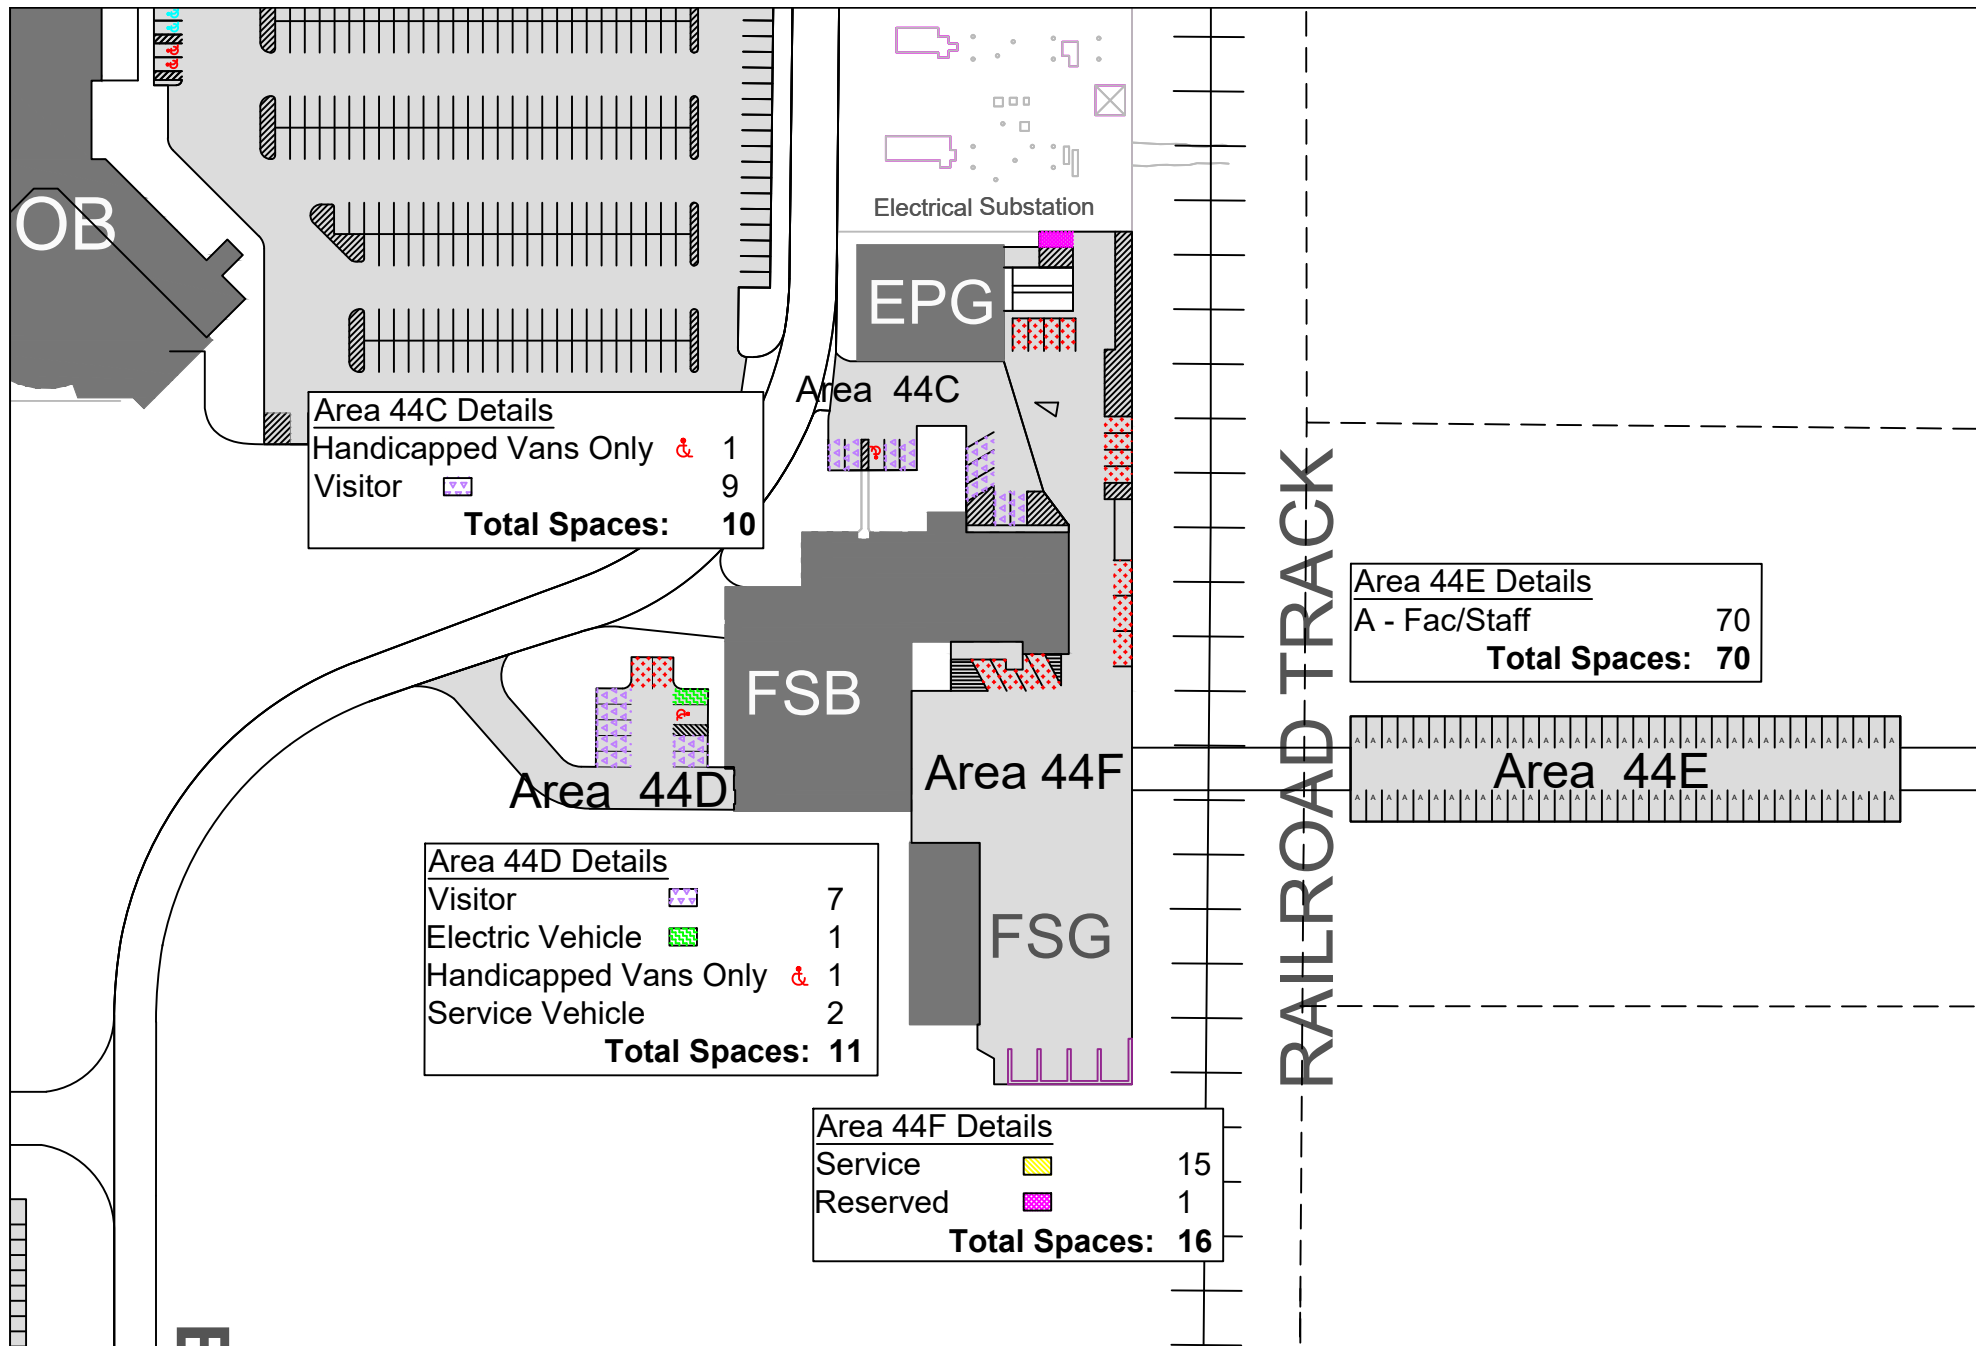 Electrical Substation
OB
EPG
Area 44C
Area 44C Details
Handicapped Vans Only 1
Visitor 9
Total Spaces: 10
RAILROAD TRACK
Area 44E Details
A - Fac/Staff 70
Total Spaces: 70
FSB
Area 44D
Area 44F
A A A A A A A A A A A A A A A A A A A A A A A A A A A A A A A A A A A
Area 44E
A A A A A A A A A A A A A A A A A A A A A A A A A A A A A A A A A A A
Area 44D Details
Visitor 7
Electric Vehicle 1
Handicapped Vans Only 1
Service Vehicle 2
Total Spaces: 11
FSG
Area 44F Details
Service 15
Reserved 1
Total Spaces: 16